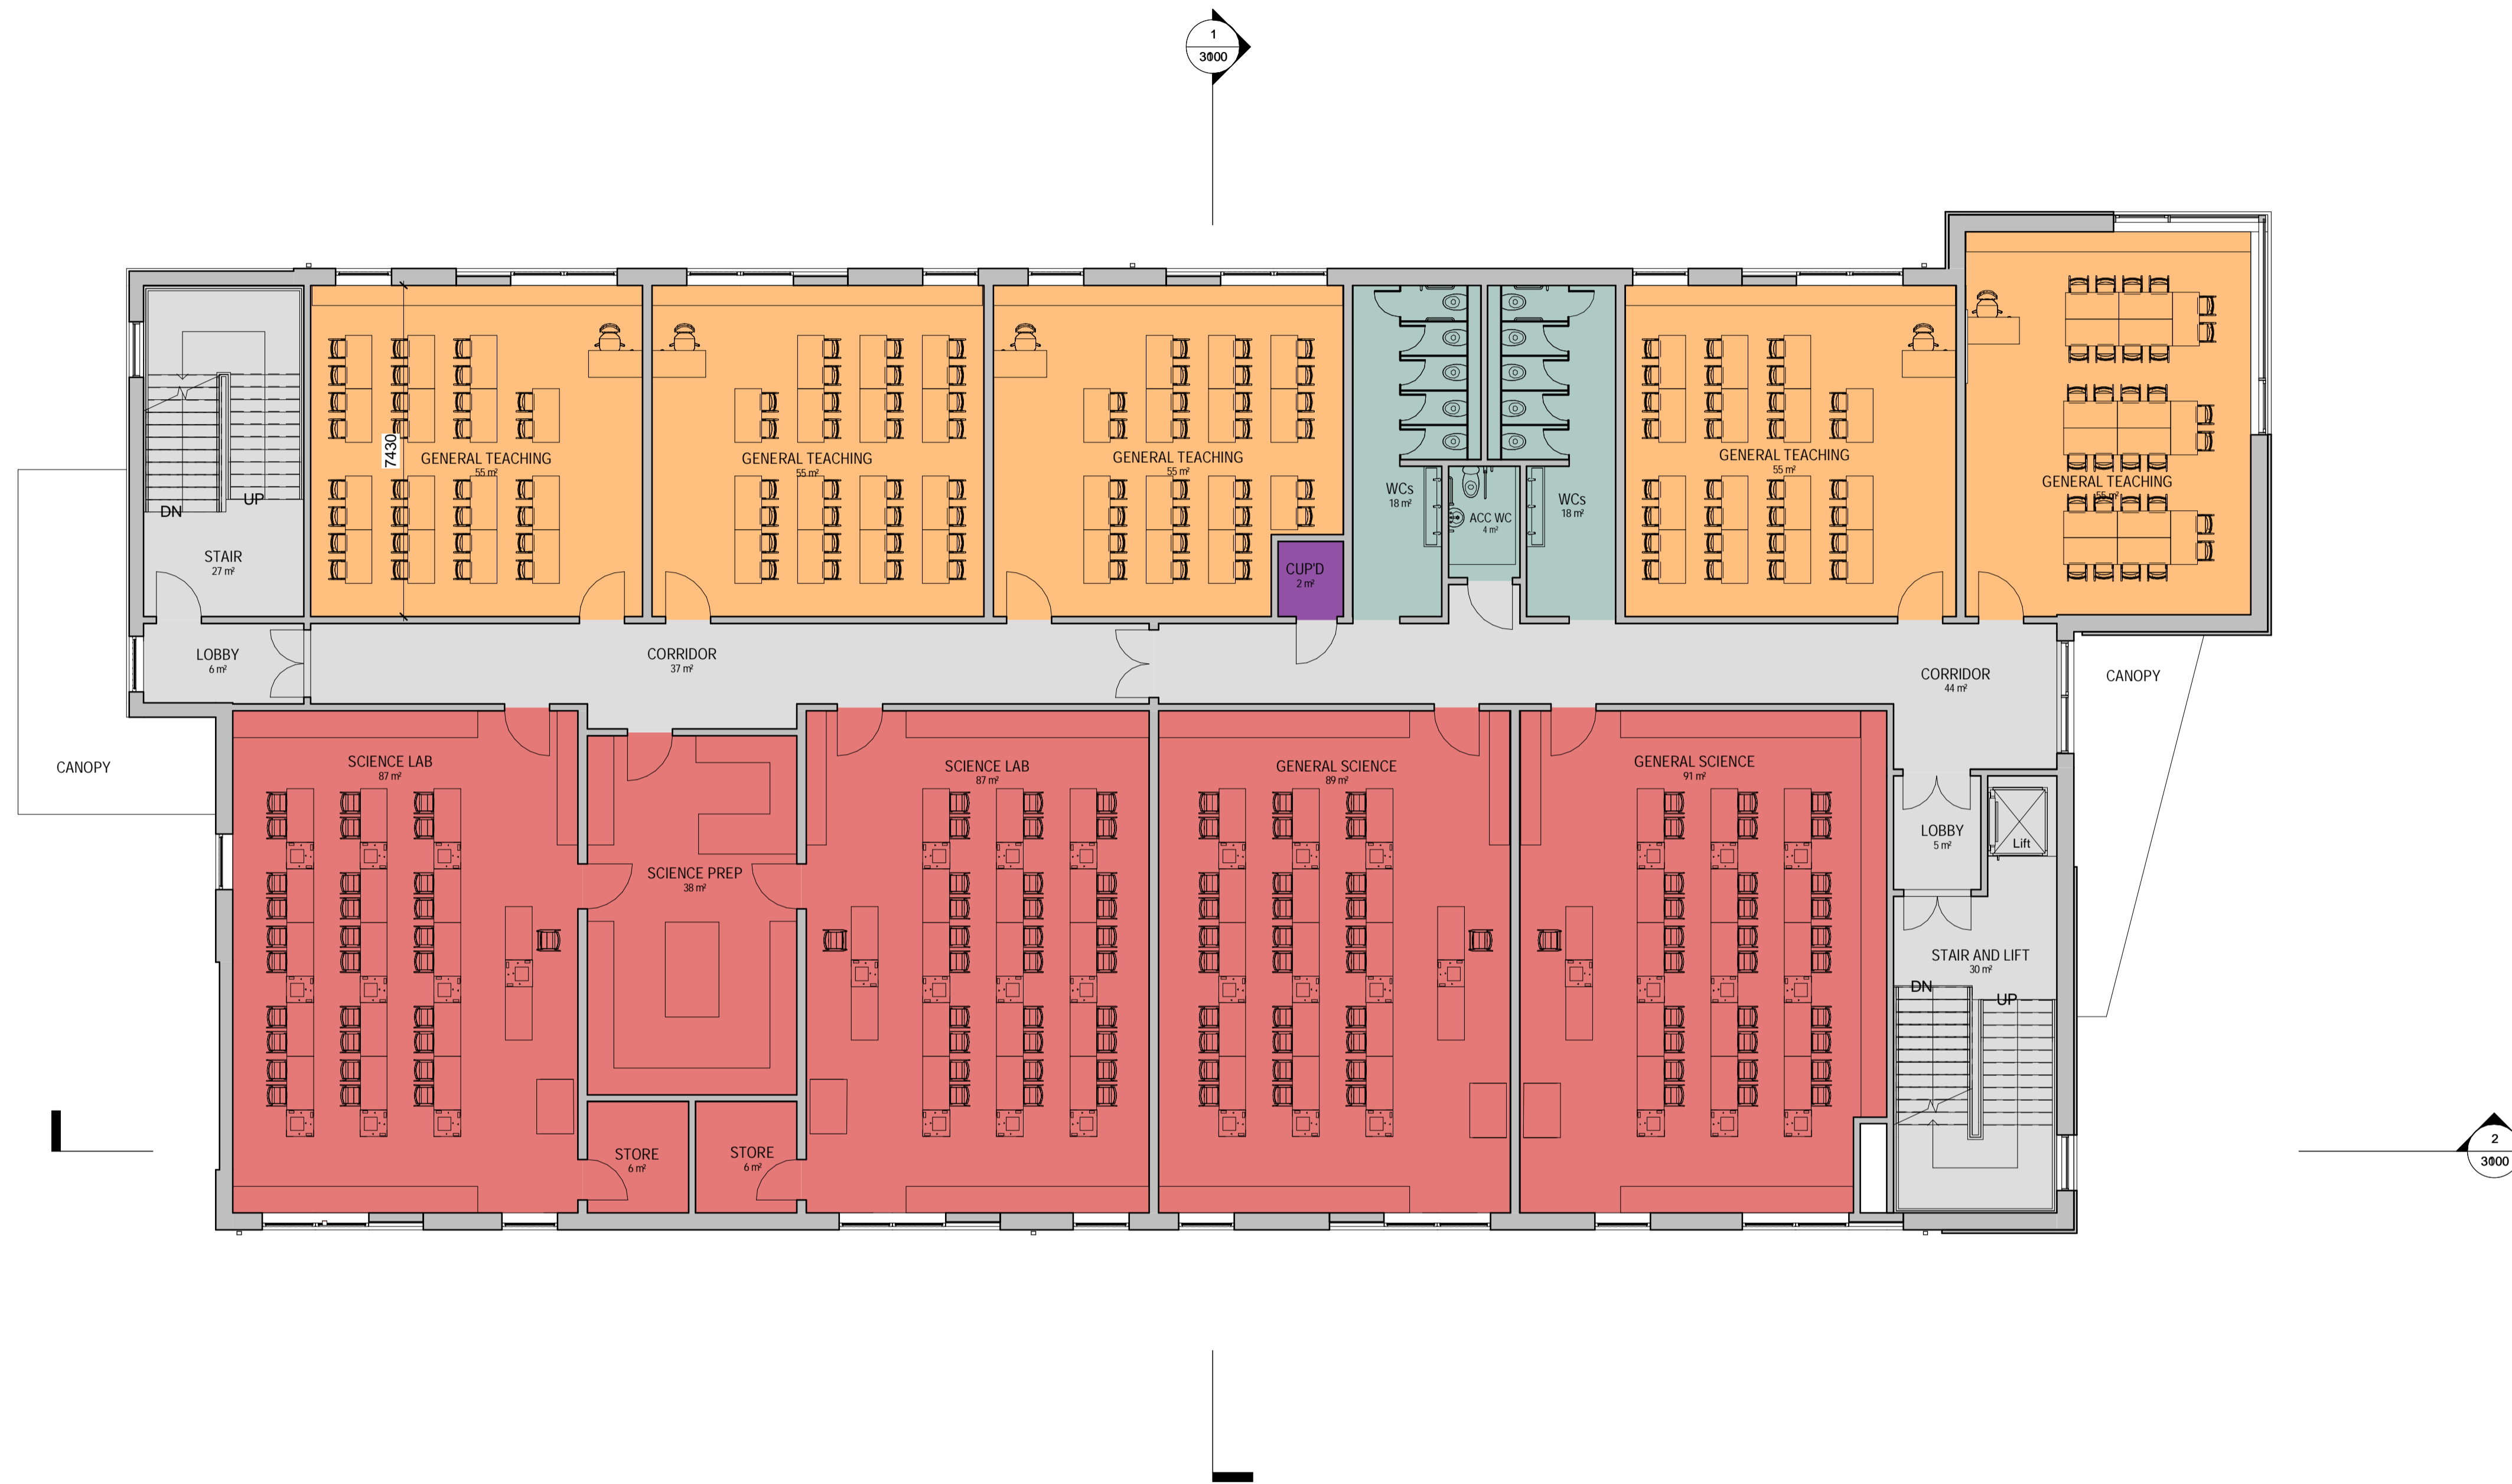 1
3100
7430
GENERAL TEACHING
55 m²
GENERAL TEACHING
55 m²
GENERAL TEACHING
55 m²
GENERAL TEACHING
55 m²
GENERAL TEACHING
55 m²
DN
UP
STAIR
27 m²
WCs
18 m²
ACC WC
4 m²
WCs
18 m²
CUP'D
2 m²
LOBBY
6 m²
CORRIDOR
37 m²
CORRIDOR
44 m²
CANOPY
CANOPY
SCIENCE LAB
87 m²
SCIENCE LAB
87 m²
GENERAL SCIENCE
89 m²
GENERAL SCIENCE
91 m²
SCIENCE PREP
38 m²
LOBBY
5 m²
Lift
STAIR AND LIFT
30 m²
DN
UP
STORE
6 m²
STORE
6 m²
2